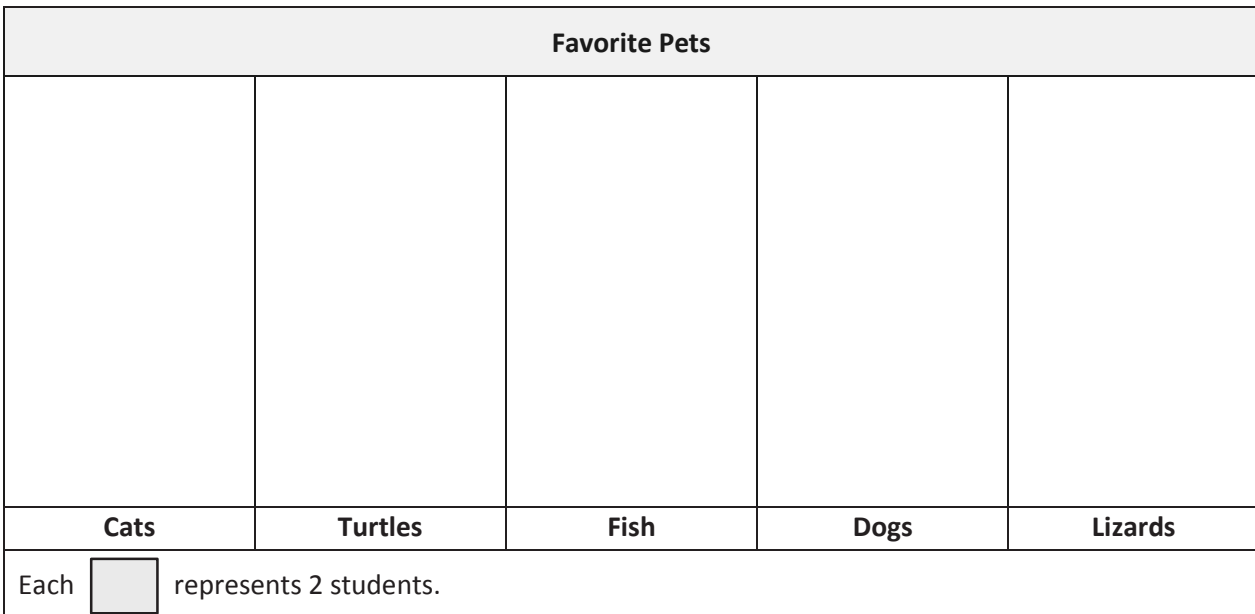 Favorite Pets
Cats Turtles Fish Dogs Lizards
Each represents 2 students.